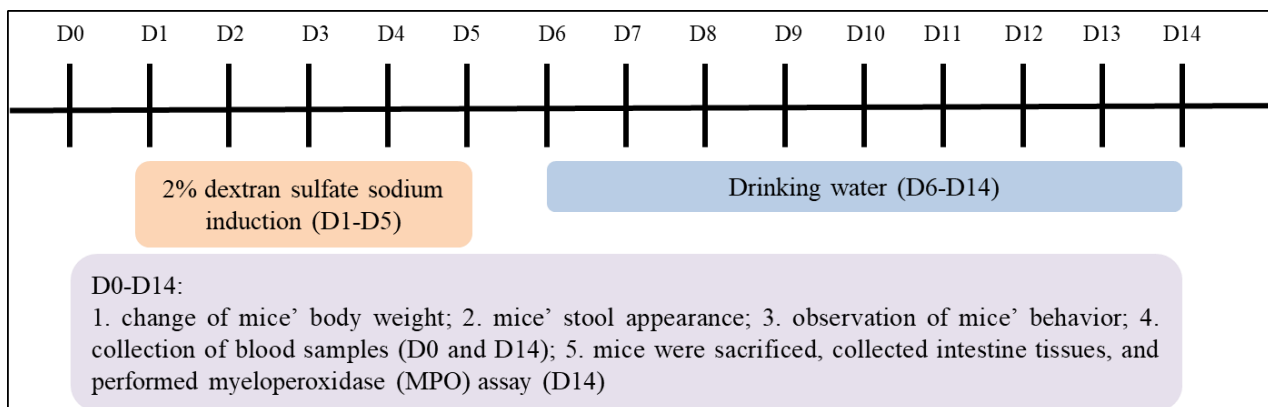 D0 D1 D2 D3 D4 D5 D6 D7 D8 D9 D10 D11 D12 D13 D14
2% dextran sulfate sodium
induction (D1-D5)
Drinking water (D6-D14)
D0-D14:
1. change of mice’ body weight; 2. mice’ stool appearance; 3. observation of mice’ behavior; 4.
collection of blood samples (D0 and D14); 5. mice were sacrificed, collected intestine tissues, and
performed myeloperoxidase (MPO) assay (D14)